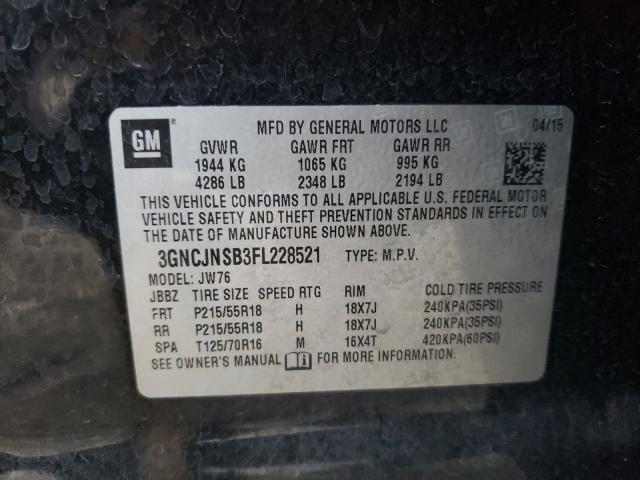 GM ®
MFD BY GENERAL MOTORS LLC 04/15
GVWR GAWR FRT GAWR RR
1944 KG 1065 KG 995 KG
4286 LB 2348 LB 2194 LB
THIS VEHICLE CONFORMS TO ALL APPLICABLE U.S. FEDERAL MOTOR
VEHICLE SAFETY AND THEFT PREVENTION STANDARDS IN EFFECT ON
THE DATE OF MANUFACTURE SHOWN ABOVE.
3GNCJNSB3FL228521 TYPE: M.P.V.
MODEL: JW76
JBBZ TIRE SIZE SPEED RTG RIM COLD TIRE PRESSURE
FRT P215/55R18 H 18X7J 240KPA(35PSI)
RR P215/55R18 H 18X7J 240KPA(35PSI)
SPA T125/70R16 M 16X4T 420KPA(60PSI)
SEE OWNER'S MANUAL FOR MORE INFORMATION.